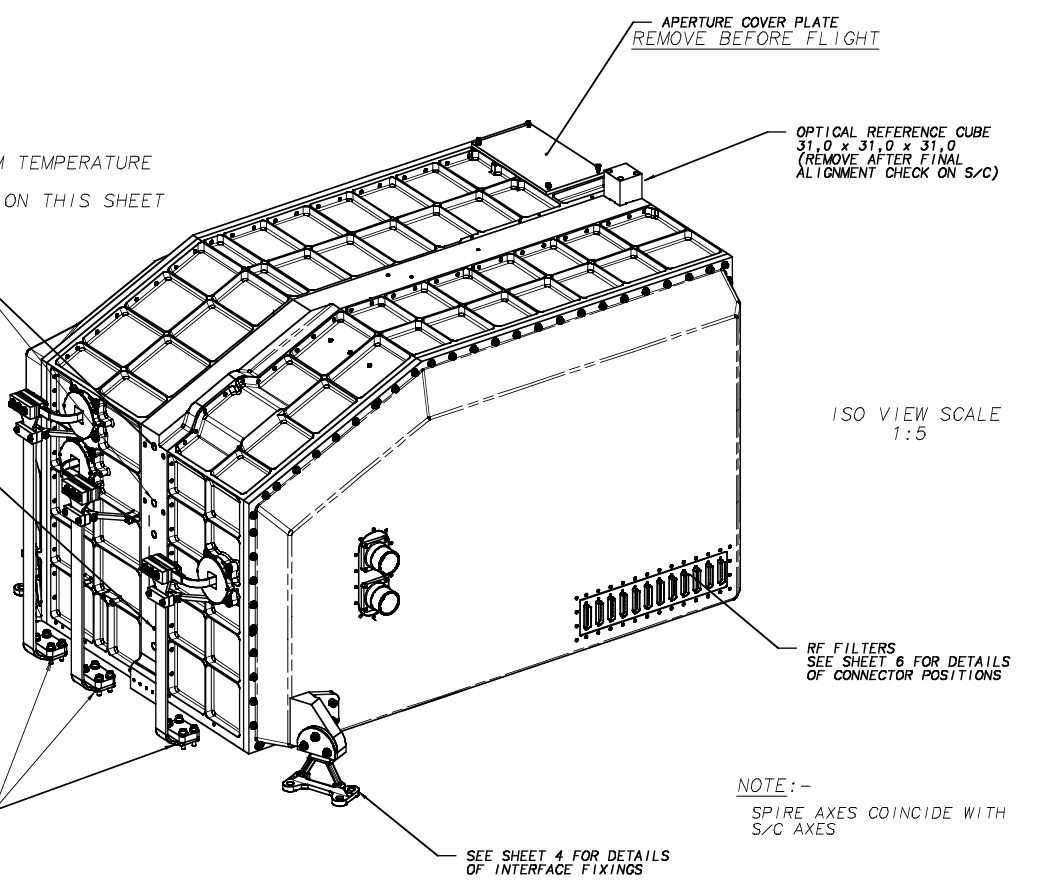 APERTURE COVER PLATE
REMOVE BEFORE FLIGHT
OPTICAL REFERENCE CUBE
31,0 x 31,0 x 31,0
(REMOVE AFTER FINAL
ALIGNMENT CHECK ON S/C)
M TEMPERATURE
ON THIS SHEET
ISO VIEW SCALE
1:5
RF FILTERS
SEE SHEET 6 FOR DETAILS
OF CONNECTOR POSITIONS
NOTE:-
SPIRE AXES COINCIDE WITH
S/C AXES
SEE SHEET 4 FOR DETAILS
OF INTERFACE FIXINGS